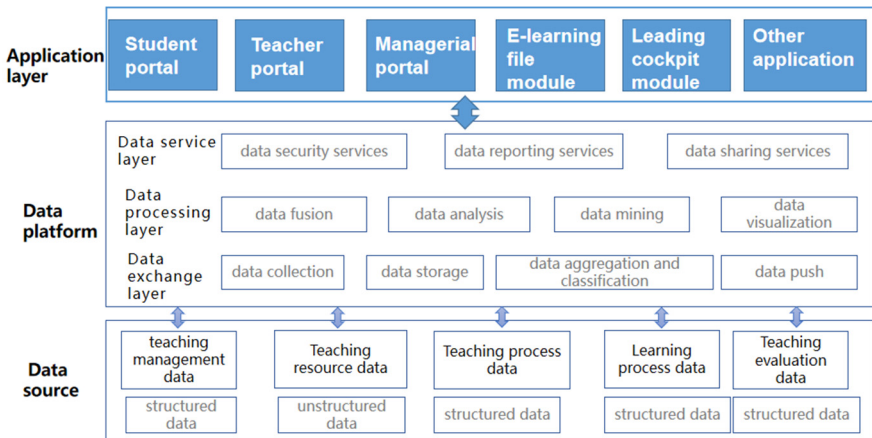 Application
layer
Student
portal
Teacher
portal
Managerial
portal
E-learning
file
module
Leading
cockpit
module
Other
application
Data
platform
Data service
layer
data security services
data reporting services
data sharing services
Data
processing
layer
data fusion
data analysis
data mining
data
visualization
Data
exchange
layer
data collection
data storage
data aggregation and
classification
data push
Data
source
teaching
management
data
Teaching
resource data
Teaching process
data
Learning
process data
Teaching
evaluation
data
structured
data
unstructured
data
structured data
structured data
structured data